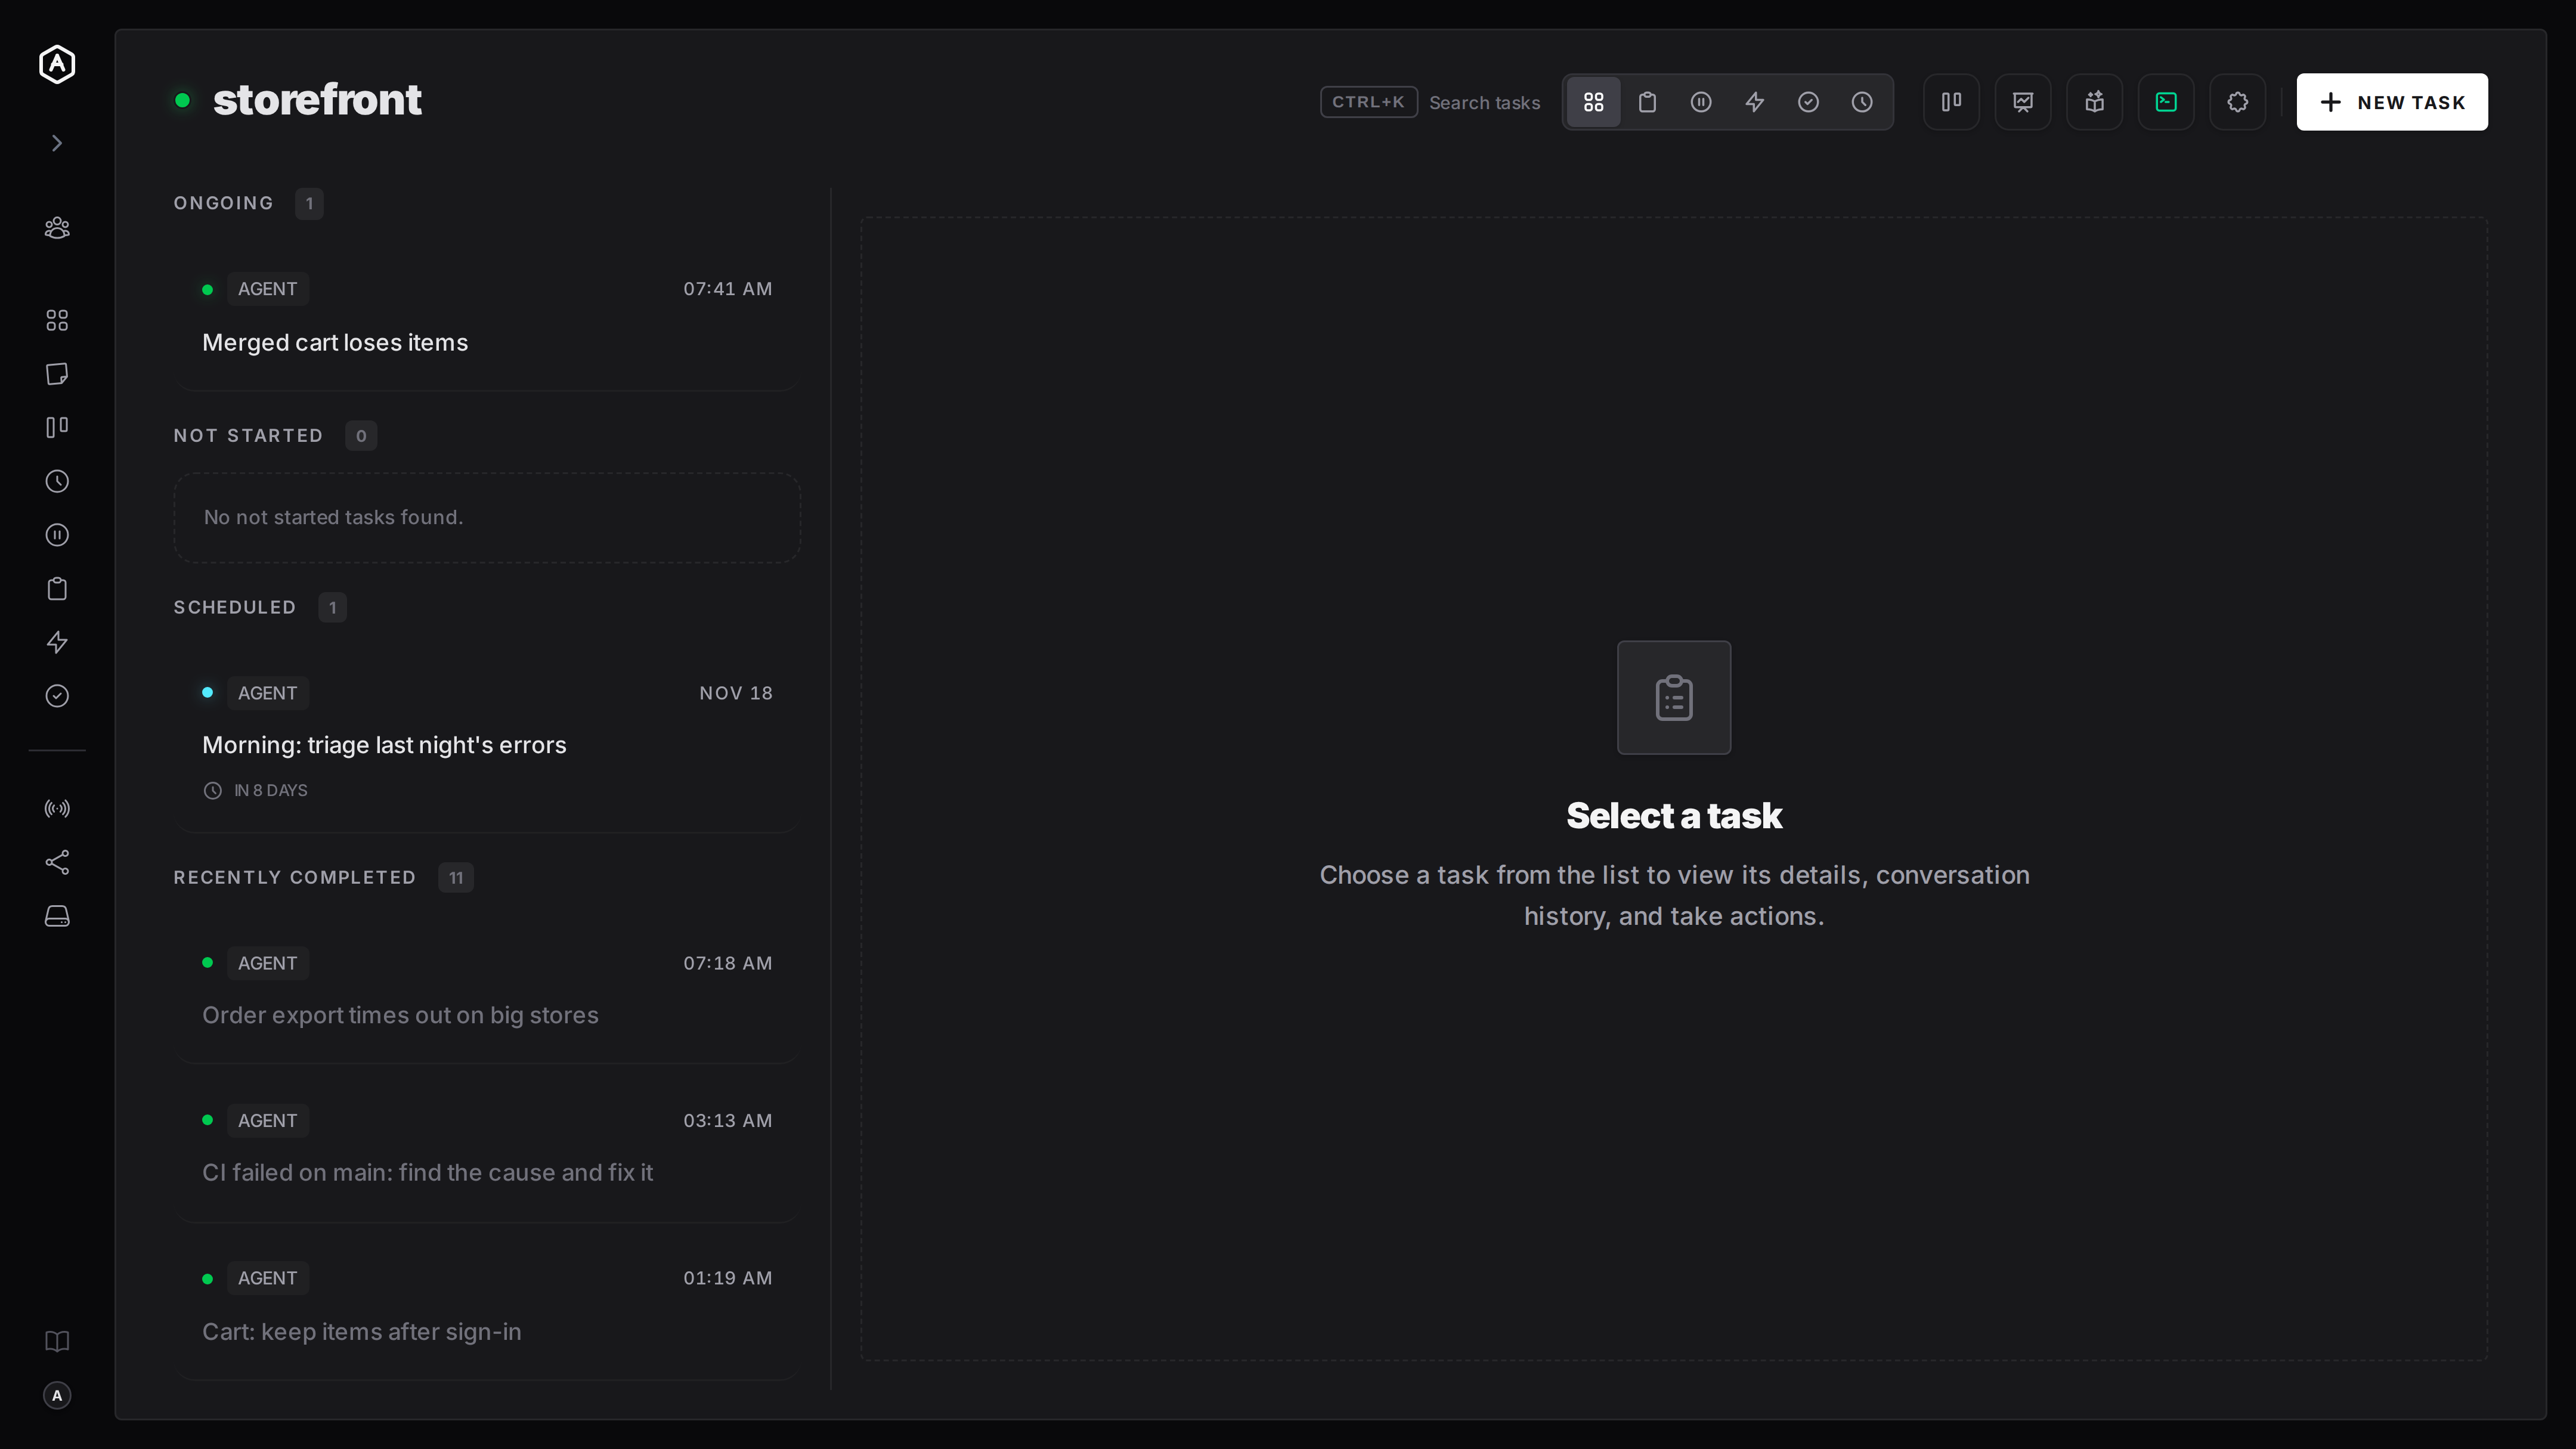 A
storefront
CTRL+K Search tasks
NEW TASK
ONGOING 1
AGENT 07:41 AM
Merged cart loses items
NOT STARTED 0
No not started tasks found.
SCHEDULED 1
AGENT NOV 18
Morning: triage last night's errors
IN 8 DAYS
RECENTLY COMPLETED 11
AGENT 07:18 AM
Order export times out on big stores
AGENT 03:13 AM
CI failed on main: find the cause and fix it
AGENT 01:19 AM
Cart: keep items after sign-in
Select a task
Choose a task from the list to view its details, conversation
history, and take actions.
A